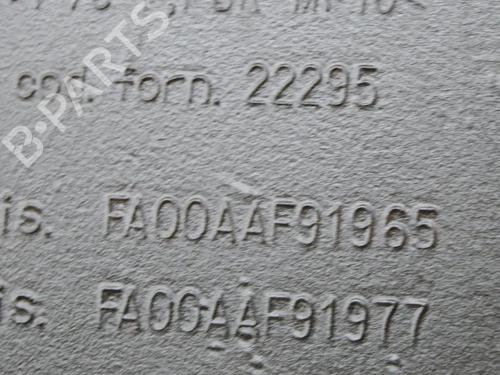 B-PARTS
cod. forn. 22295
is. FA00AAF91965
is. FA00AAF91977